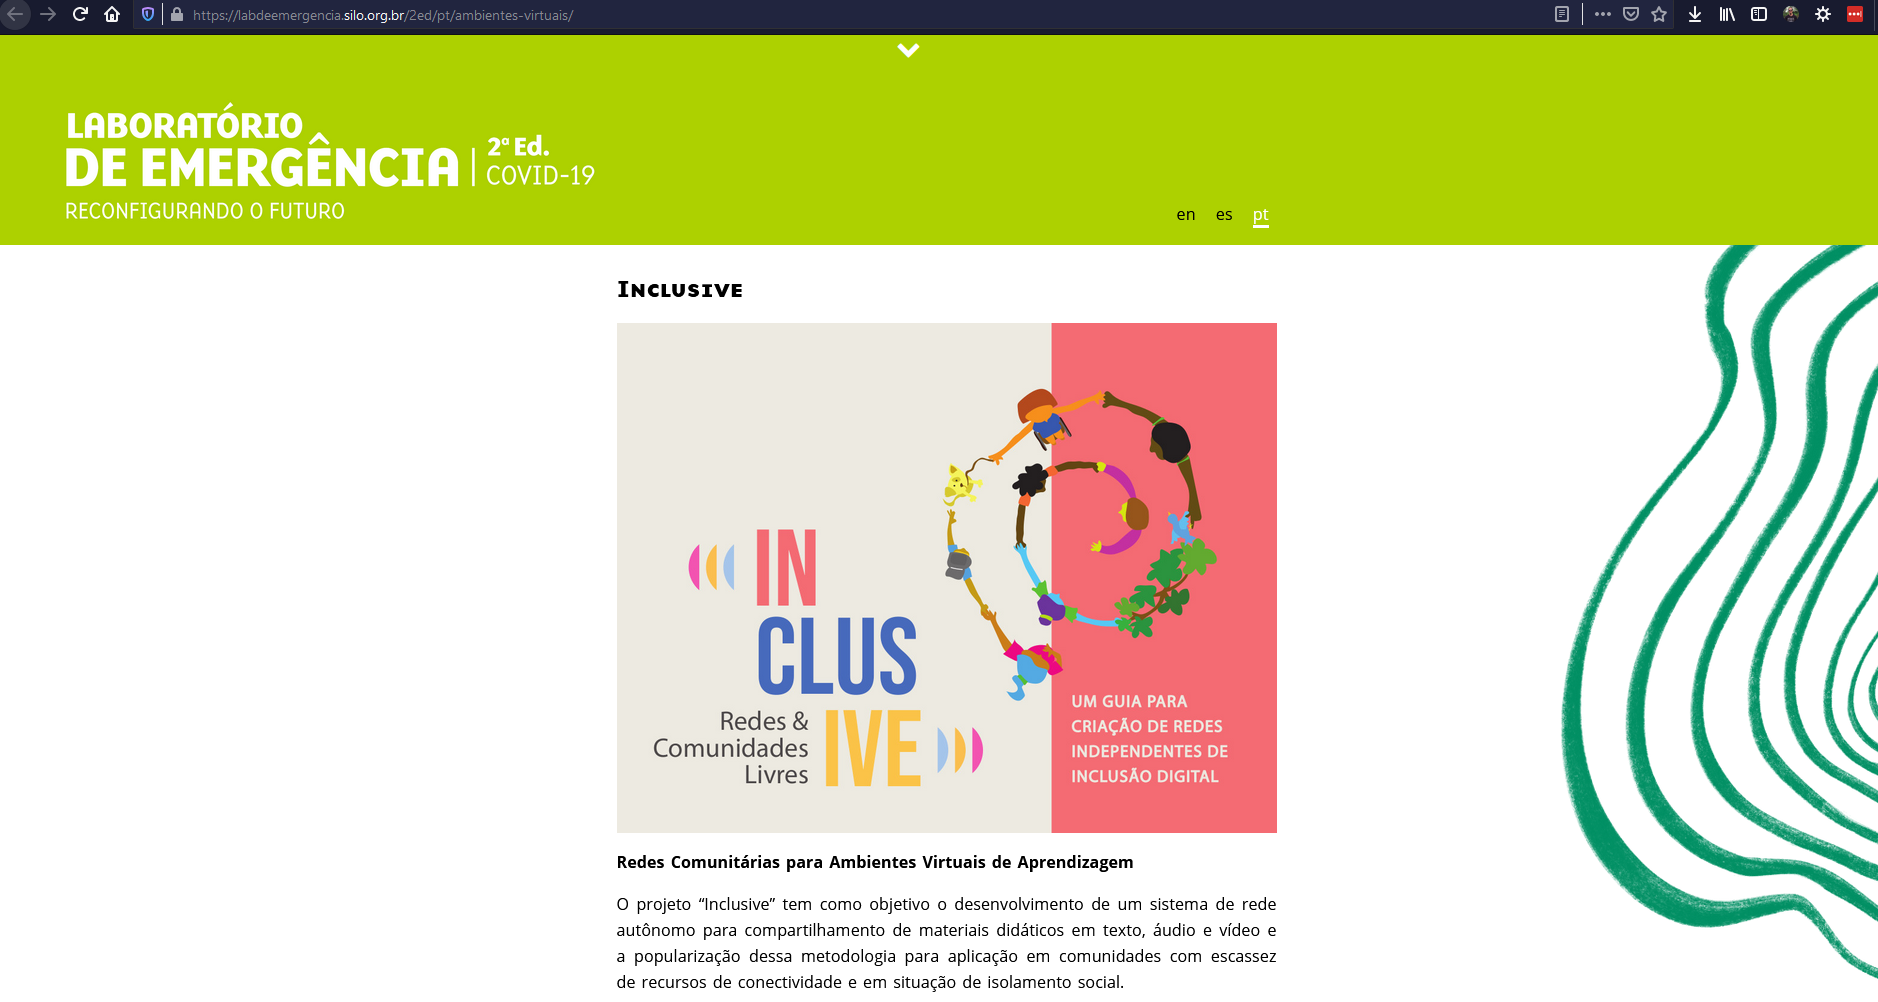 https://labdeemergencia.silo.org.br/2ed/pt/ambientes-virtuais/
LABORATÓRIO
DE EMERGÊNCIA
2ª Ed.
COVID-19
RECONFIGURANDO O FUTURO
en es pt
Inclusive
IN
CLUS
IVE
Redes &
Comunidades
Livres
UM GUIA PARA
CRIAÇÃO DE REDES
INDEPENDENTES DE
INCLUSÃO DIGITAL
Redes Comunitárias para Ambientes Virtuais de Aprendizagem
O projeto “Inclusive” tem como objetivo o desenvolvimento de um sistema de rede
autônomo para compartilhamento de materiais didáticos em texto, áudio e vídeo e
a popularização dessa metodologia para aplicação em comunidades com escassez
de recursos de conectividade e em situação de isolamento social.